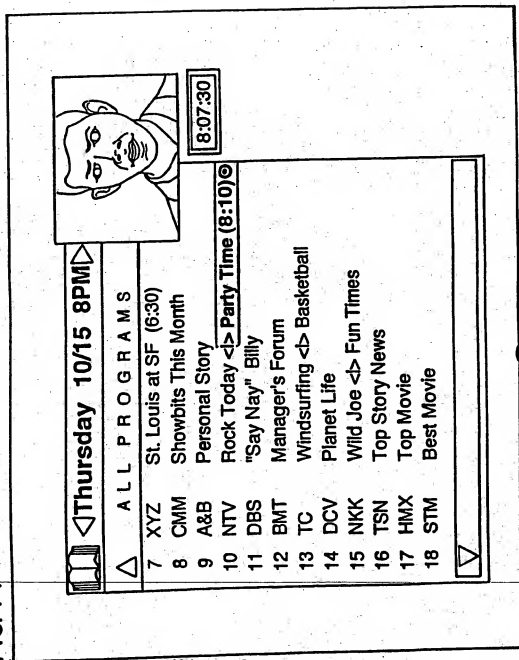 Thursday 10/15 8PM
ALL PROGRAMS
8:07:30
7 XYZ St. Louis at SF (6:30)
8 CMM Showbits This Month
9 A&B Personal Story
10 NTV Rock Today <|> Party Time (8:10)
11 DBS "Say Nay" Billy
12 BMT Manager's Forum
13 TC Windsurfing <|> Basketball
14 DCV Planet Life
15 NKK Wild Joe <|> Fun Times
16 TSN Top Story News
17 HMX Top Movie
18 STM Best Movie